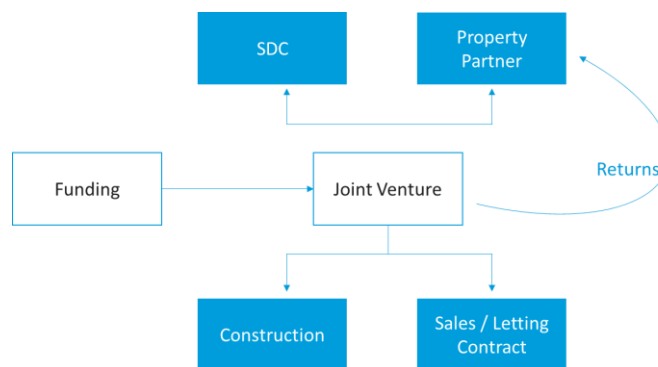 SDC
Property
Partner
Funding
Joint Venture
Returns
Construction
Sales / Letting
Contract